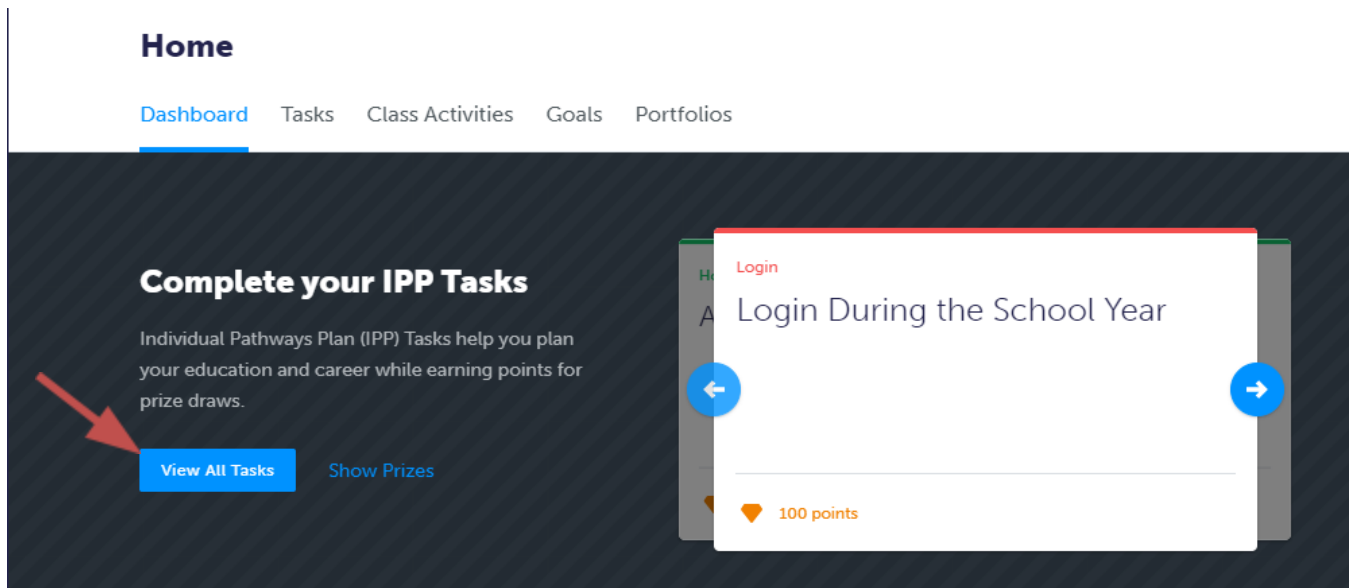 Home
Dashboard Tasks Class Activities Goals Portfolios
Complete your IPP Tasks
Individual Pathways Plan (IPP) Tasks help you plan
your education and career while earning points for
prize draws.
View All Tasks Show Prizes
Login
Login During the School Year
100 points